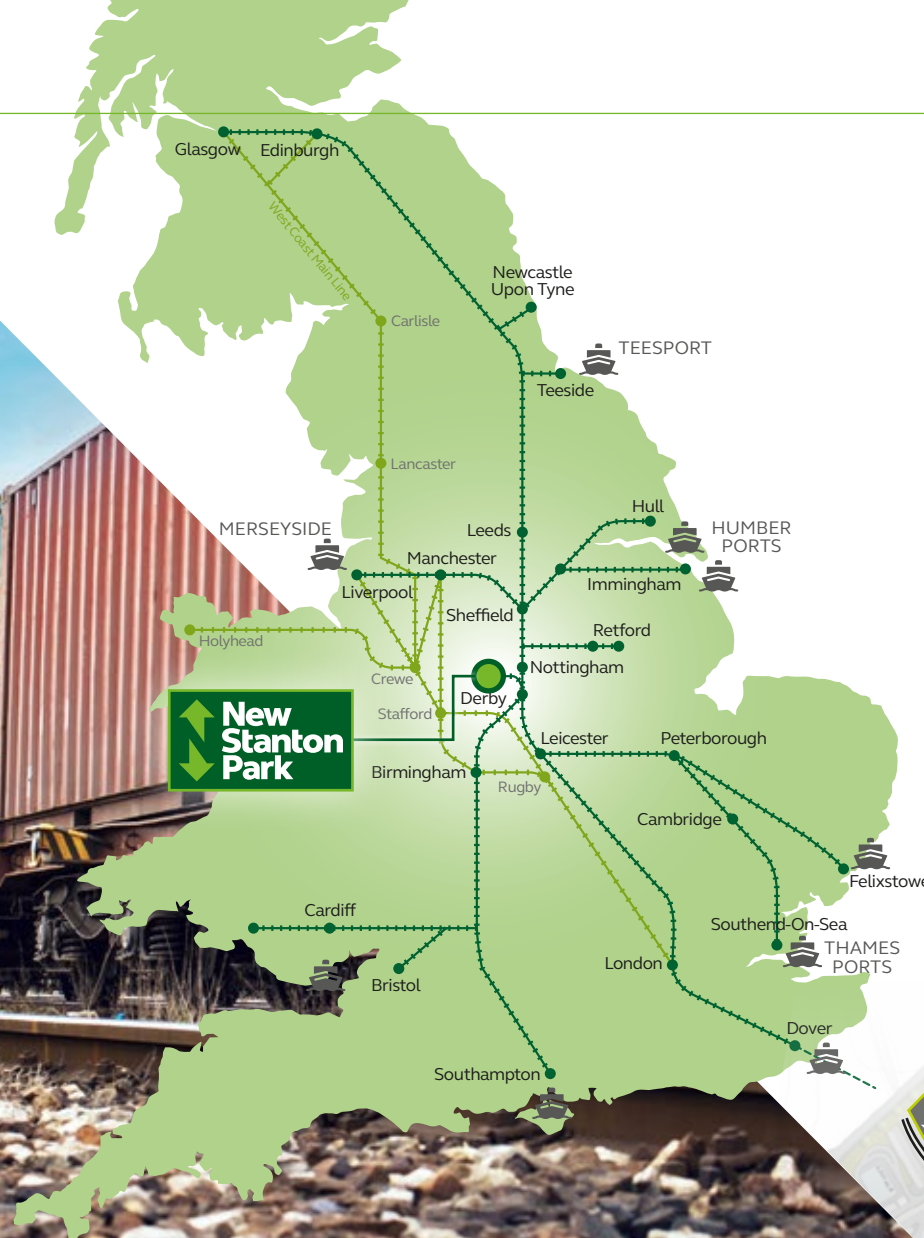 Glasgow
Edinburgh
West Coast Main Line
Newcastle
Upon Tyne
Carlisle
TEESPORT
Teeside
Lancaster
Hull
MERSEYSIDE
Leeds
HUMBER
PORTS
Manchester
Liverpool
Immingham
Sheffield
Retford
Holyhead
Nottingham
Crewe
Derby
Stafford
New
Stanton
Park
Leicester
Peterborough
Birmingham
Rugby
Cambridge
Felixstowe
Cardiff
Southend-On-Sea
THAMES
PORTS
London
Bristol
Dover
Southampton